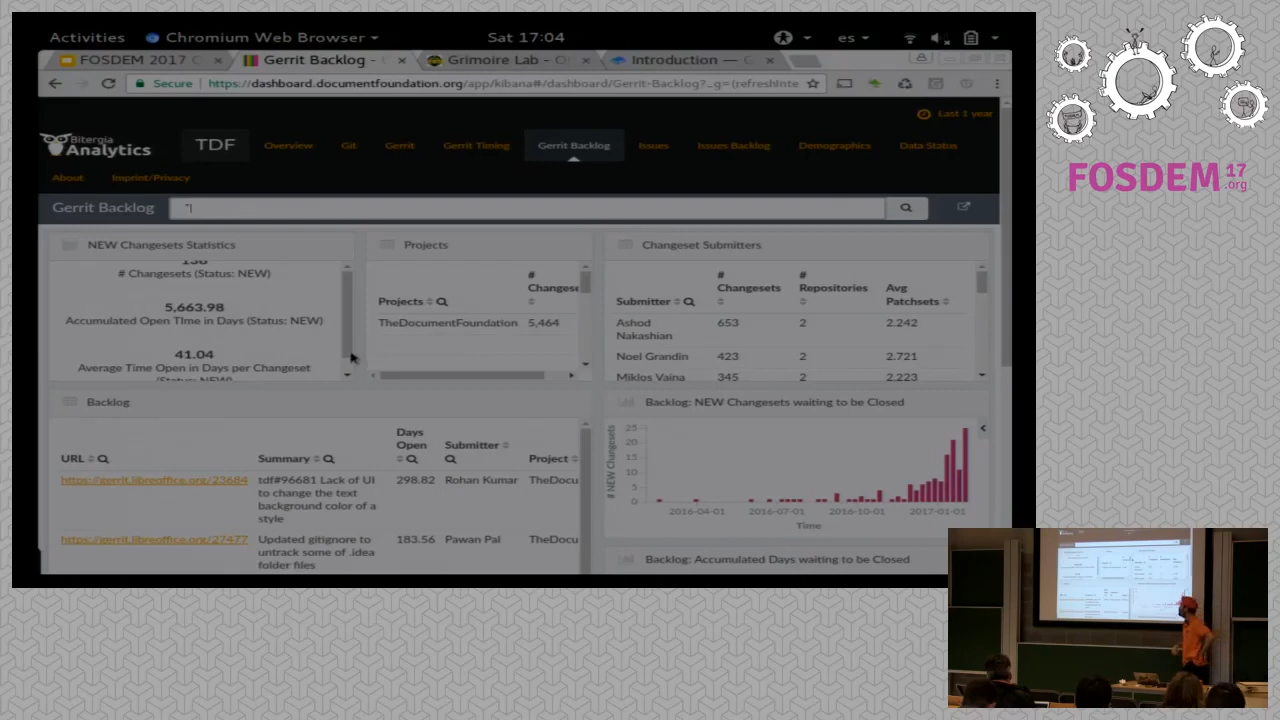 Activities
Chromium Web Browser
Sat 17:04
es
FOSDEM 2017
Gerrit Backlog -
Grimoire Lab -
Introduction —
Secure
https://dashboard.documentfoundation.org/app/kibana#/dashboard/Gerrit-Backlog?_g=(refreshInte
Last 1 year
Bitergia
Analytics
TDF
Overview
Git
Gerrit
Gerrit Timing
Gerrit Backlog
Issues
Issues Backlog
Demographics
Data Status
About
Imprint/Privacy
Gerrit Backlog
NEW Changesets Statistics
# Changesets (Status: NEW)
5,663.98
Accumulated Open TIme in Days (Status: NEW)
41.04
Average Time Open in Days per Changeset
(Status: NEW)
Projects
#
Changese
Projects
TheDocumentFoundation 5,464
Changeset Submitters
# # 
Changesets Repositories
Avg
Patchsets
Submitter
Ashod Nakashian 653 2 2.242
Noel Grandin 423 2 2.721
Miklos Vajna 345 2 2.223
Backlog
URL
Summary
Days
Open
Submitter
Project
https://gerrit.libreoffice.org/23684
tdf#96681 Lack of UI
to change the text
background color of a
style
298.82
Rohan Kumar
TheDocu
https://gerrit.libreoffice.org/27477
Updated gitignore to
untrack some of .idea
folder files
183.56
Pawan Pal
TheDocu
Backlog: NEW Changesets waiting to be Closed
# NEW Changesets
25
20
15
10
5
0
2016-04-01
2016-07-01
2016-10-01
2017-01-01
Time
Backlog: Accumulated Days waiting to be Closed
FOSDEM 17
.org